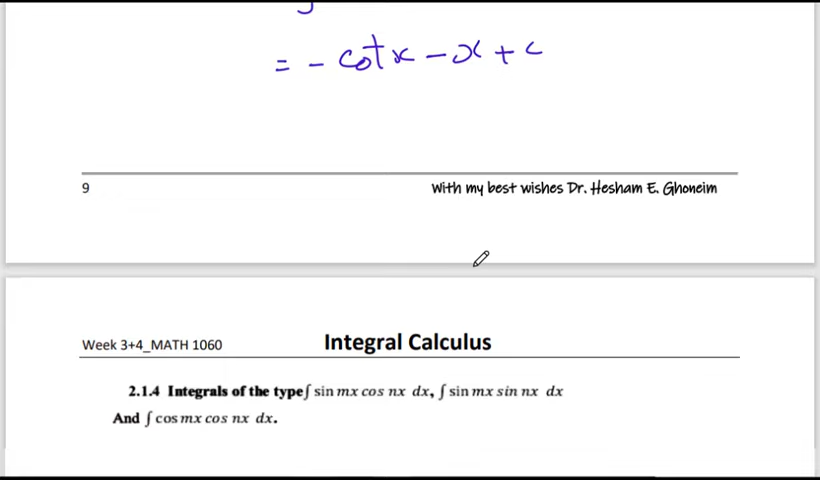 = - cot x - x + c
9
With my best wishes Dr. Hesham E. Ghoneim
Week 3+4_MATH 1060
Integral Calculus
2.1.4 Integrals of the type∫ sin mx cos nx dx, ∫ sin mx sin nx dx
And ∫ cos mx cos nx dx.